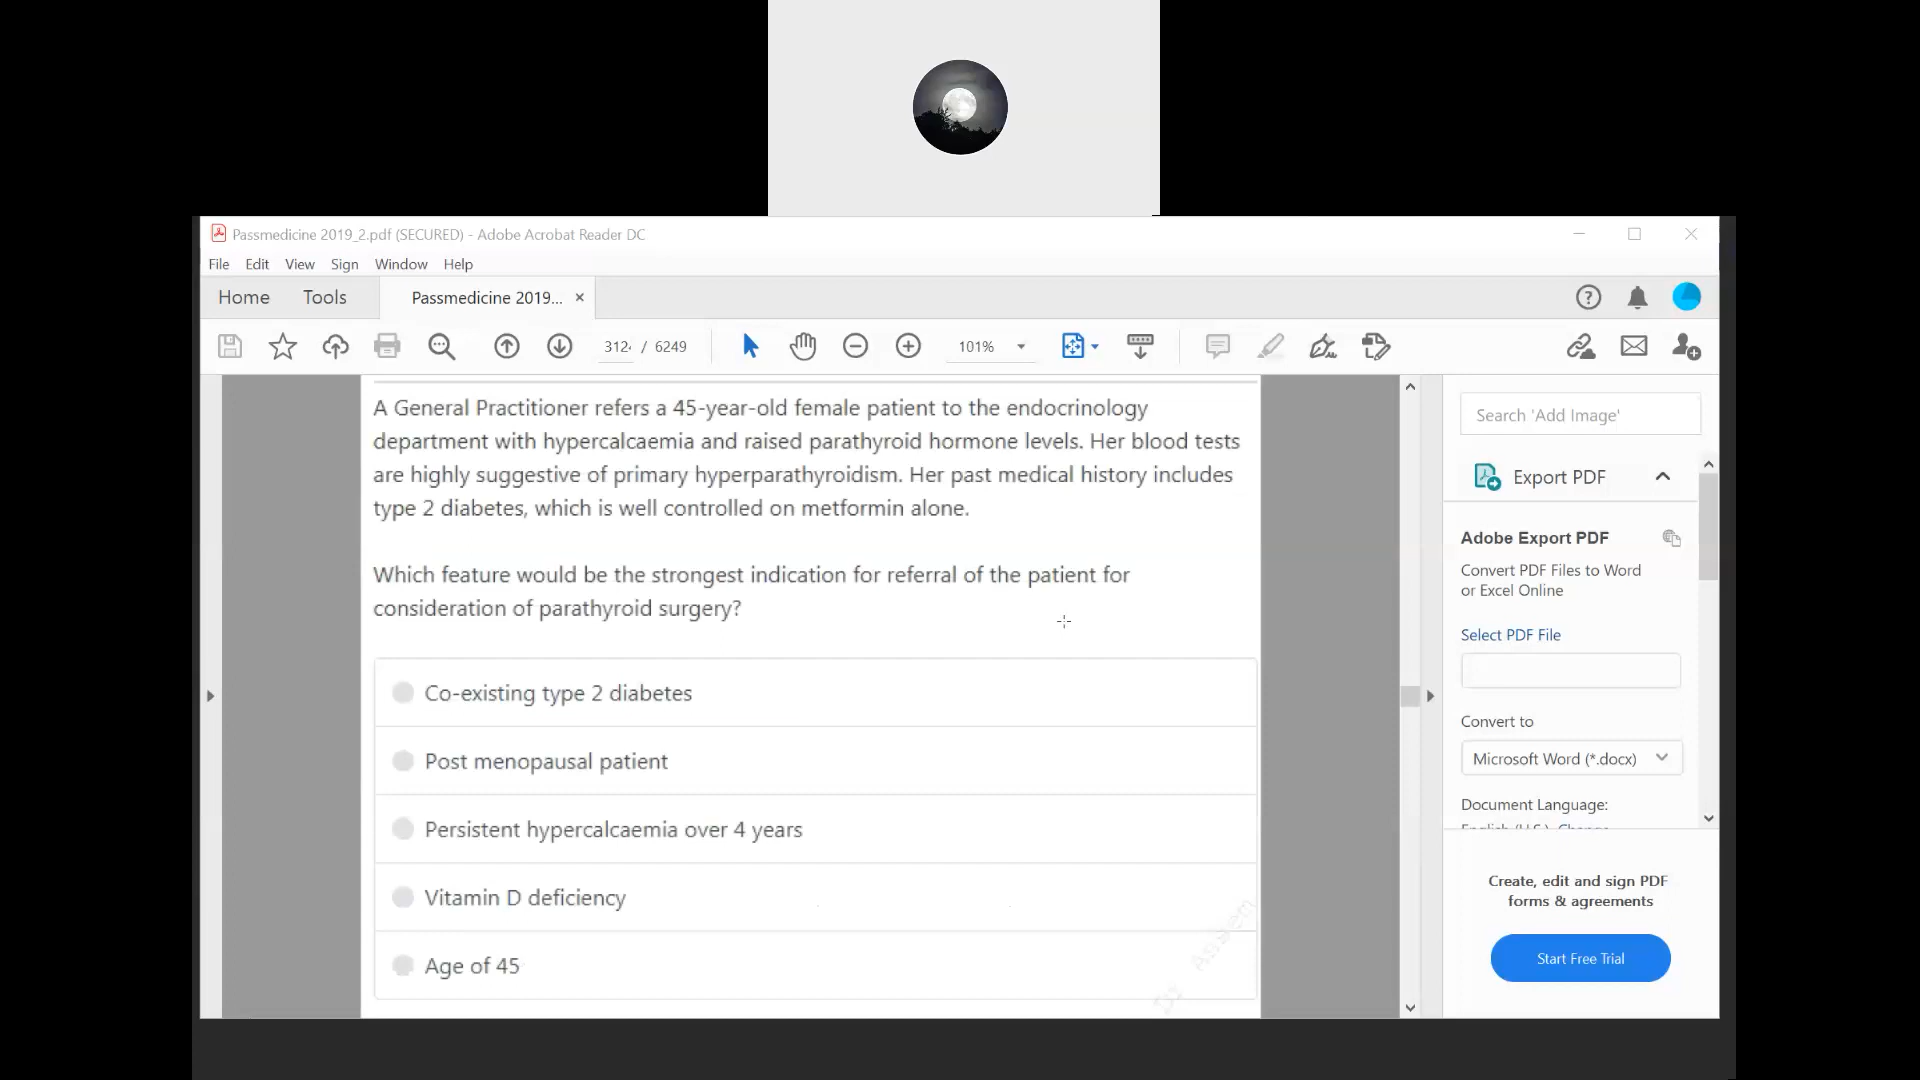 Passmedicine 2019_2.pdf (SECURED) - Adobe Acrobat Reader DC
File Edit View Sign Window Help
Home Tools Passmedicine 2019... ×
312 / 6249 101%
A General Practitioner refers a 45-year-old female patient to the endocrinology
department with hypercalcaemia and raised parathyroid hormone levels. Her blood tests
are highly suggestive of primary hyperparathyroidism. Her past medical history includes
type 2 diabetes, which is well controlled on metformin alone.
Which feature would be the strongest indication for referral of the patient for
consideration of parathyroid surgery?
Co-existing type 2 diabetes
Post menopausal patient
Persistent hypercalcaemia over 4 years
Vitamin D deficiency
Age of 45
Dr Assem
Search 'Add Image'
Export PDF
Adobe Export PDF
Convert PDF Files to Word
or Excel Online
Select PDF File
Convert to
Microsoft Word (*.docx)
Document Language:
English (U.S.) Change
Create, edit and sign PDF
forms & agreements
Start Free Trial